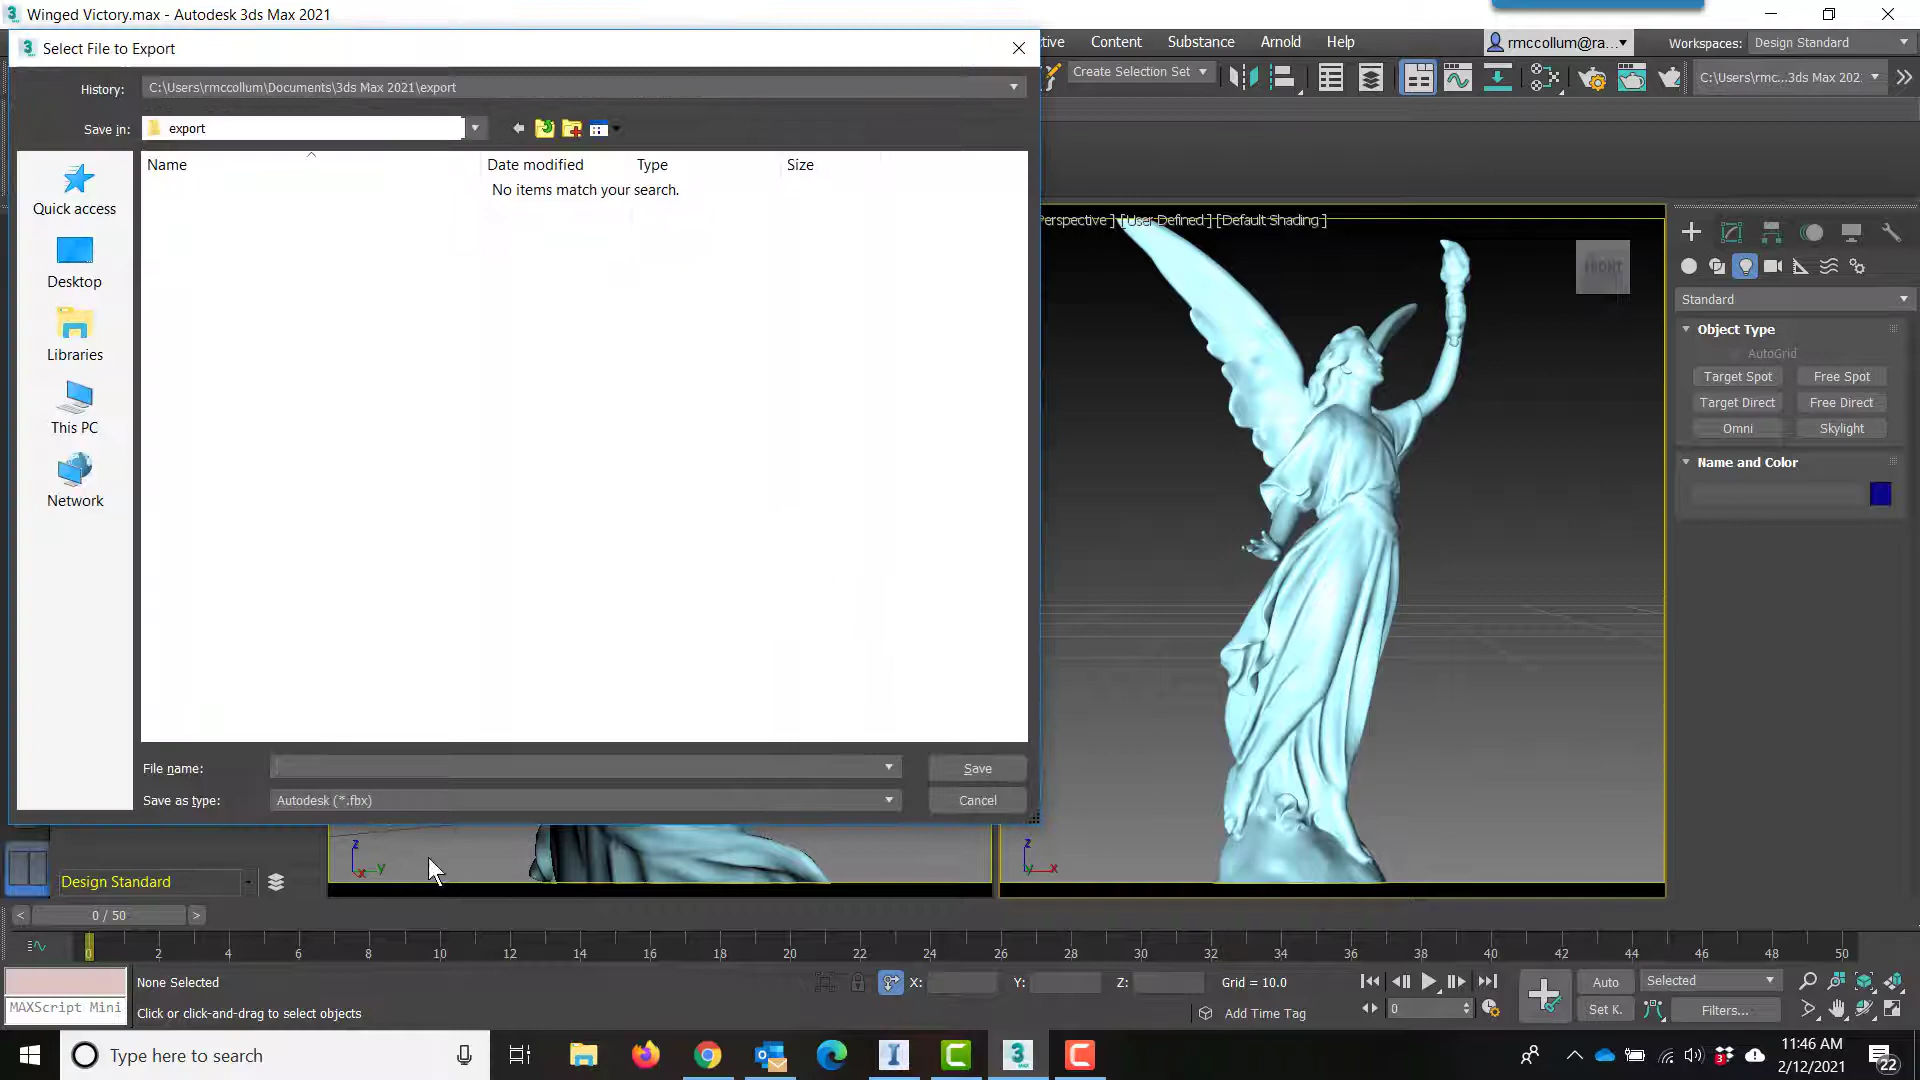 Winged Victory.max - Autodesk 3ds Max 2021
Select File to Export
Content Substance Arnold Help
rmccollum@ra...
Workspaces: Design Standard
History: C:\Users\rmccollum\Documents\3ds Max 2021\export
Create Selection Set
C:\Users\rmc...3ds Max 202
Save in: export
Name Date modified Type Size
No items match your search.
Quick access
Desktop
Libraries
This PC
Network
[User Defined ] [Default Shading ]
FRONT
Standard
Object Type
AutoGrid
Target Spot Free Spot
Target Direct Free Direct
Omni Skylight
Name and Color
File name: Save
Save as type: Autodesk (*.fbx) Cancel
z y x
z y x
Design Standard
< 0 / 50 >
0 2 4 6 8 10 12 14 16 18 20 22 24 26 28 30 32 34 36 38 40 42 44 46 48 50
None Selected X: Y: Z: Grid = 10.0
Auto Selected
MAXScript Mini
Click or click-and-drag to select objects
Add Time Tag
0
Set K. Filters...
Type here to search
11:46 AM
2/12/2021
3
22